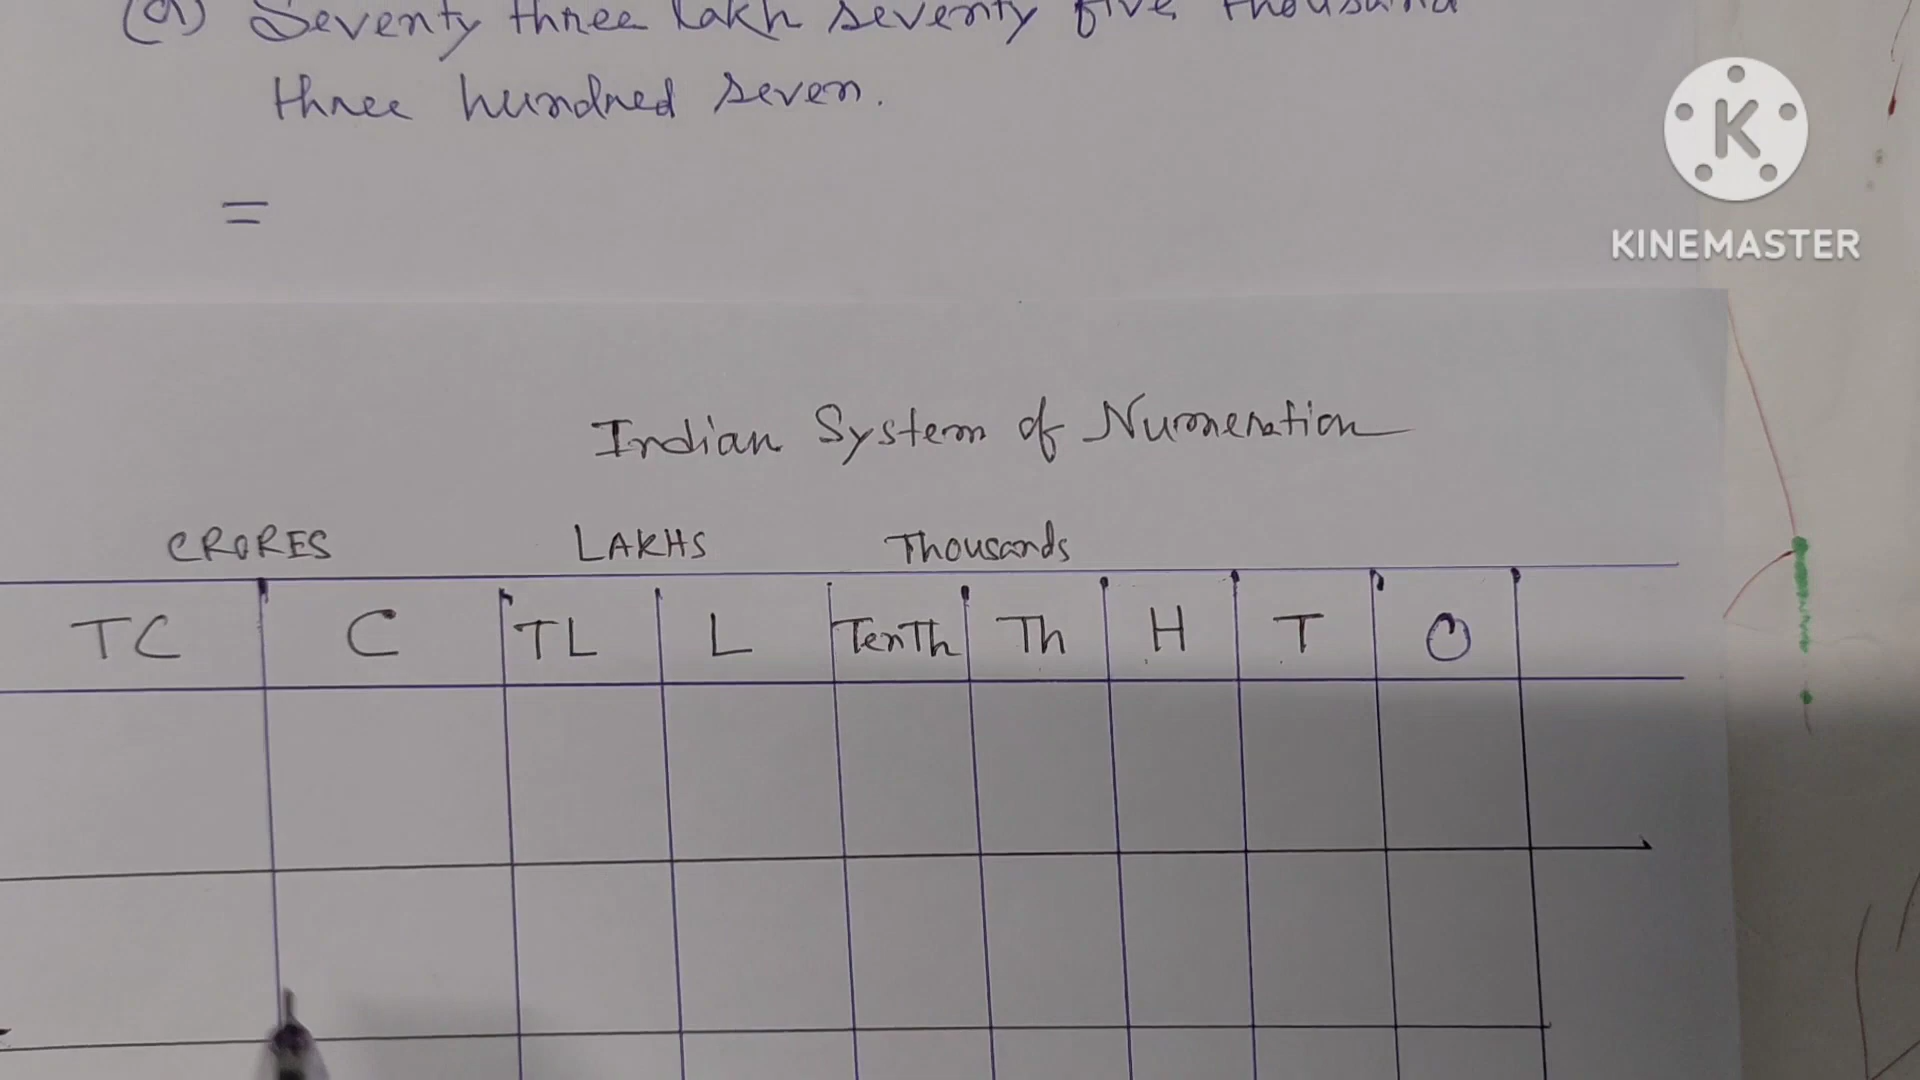 (a) Seventy three lakh seventy five thousand
three hundred seven.
=
K
KINEMASTER
Indian System of Numeration
CRORES LAKHS Thousands
TC C TL L TenTh Th H T O